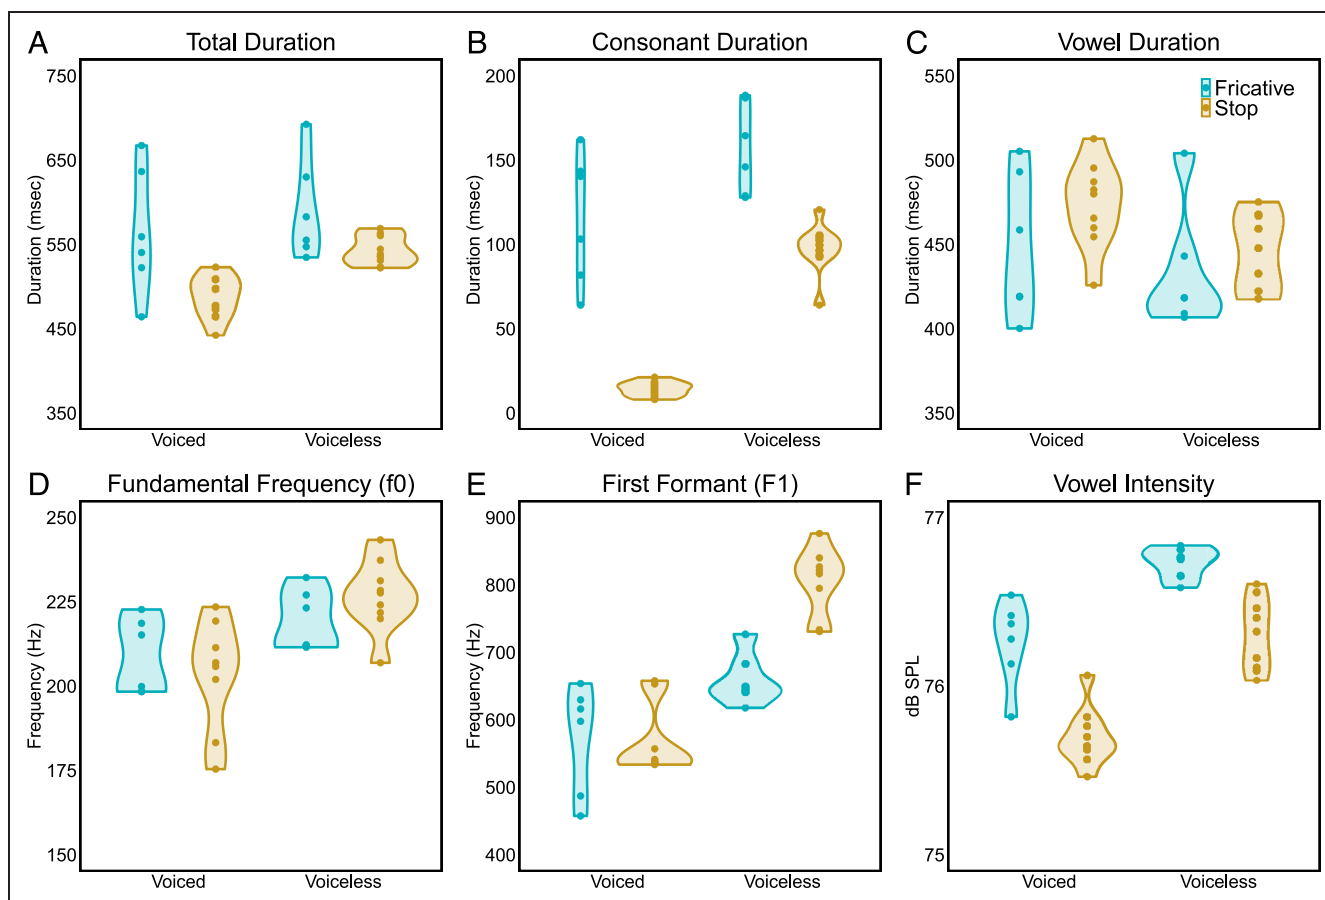 A
Total Duration
Duration (msec)
750
650
550
450
350
Voiced
Voiceless
B
Consonant Duration
Duration (msec)
200
150
100
50
0
Voiced
Voiceless
C
Vowel Duration
Duration (msec)
550
500
450
400
350
Fricative
Stop
Voiced
Voiceless
D
Fundamental Frequency (f0)
Frequency (Hz)
250
225
200
175
150
Voiced
Voiceless
E
First Formant (F1)
Frequency (Hz)
900
800
700
600
500
400
Voiced
Voiceless
F
Vowel Intensity
dB SPL
77
76
75
Voiced
Voiceless